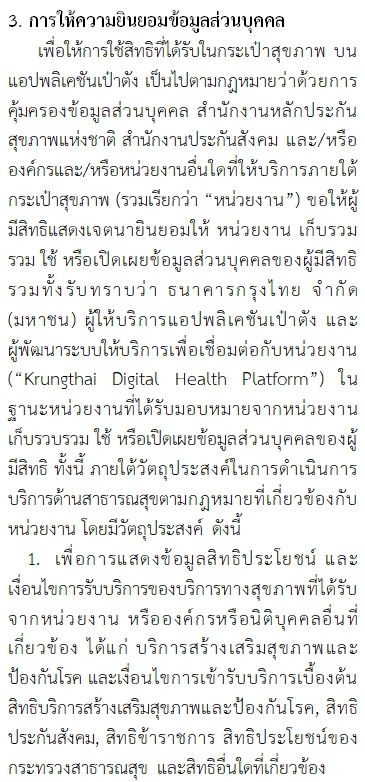 3. การให้ความยินยอมข้อมูลส่วนบุคคล
เพื่อให้การใช้สิทธิที่ได้รับในกระเป๋าสุขภาพ บน
แอปพลิเคชันเป๋าตัง เป็นไปตามกฎหมายว่าด้วยการ
คุ้มครองข้อมูลส่วนบุคคล สำนักงานหลักประกัน
สุขภาพแห่งชาติ สำนักงานประกันสังคม และ/หรือ
องค์กรและ/หรือหน่วยงานอื่นใดที่ให้บริการภายใต้
กระเป๋าสุขภาพ (รวมเรียกว่า “หน่วยงาน”) ขอให้ผู้
มีสิทธิแสดงเจตนายินยอมให้ หน่วยงาน เก็บรวม
รวม ใช้ หรือเปิดเผยข้อมูลส่วนบุคคลของผู้มีสิทธิ
รวมทั้งรับทราบว่า ธนาคารกรุงไทย จำกัด
(มหาชน) ผู้ให้บริการแอปพลิเคชันเป๋าตัง และ
ผู้พัฒนาระบบให้บริการเพื่อเชื่อมต่อกับหน่วยงาน
(“Krungthai Digital Health Platform”) ใน
ฐานะหน่วยงานที่ได้รับมอบหมายจากหน่วยงาน
เก็บรวบรวม ใช้ หรือเปิดเผยข้อมูลส่วนบุคคลของผู้
มีสิทธิ ทั้งนี้ ภายใต้วัตถุประสงค์ในการดำเนินการ
บริการด้านสาธารณสุขตามกฎหมายที่เกี่ยวข้องกับ
หน่วยงาน โดยมีวัตถุประสงค์ ดังนี้
1. เพื่อการแสดงข้อมูลสิทธิประโยชน์ และ
เงื่อนไขการรับบริการของบริการทางสุขภาพที่ได้รับ
จากหน่วยงาน หรือองค์กรหรือนิติบุคคลอื่นที่
เกี่ยวข้อง ได้แก่ บริการสร้างเสริมสุขภาพและ
ป้องกันโรค และเงื่อนไขการเข้ารับบริการเบื้องต้น
สิทธิบริการสร้างเสริมสุขภาพและป้องกันโรค, สิทธิ
ประกันสังคม, สิทธิข้าราชการ สิทธิประโยชน์ของ
กระทรวงสาธารณสุข และสิทธิอื่นใดที่เกี่ยวข้อง